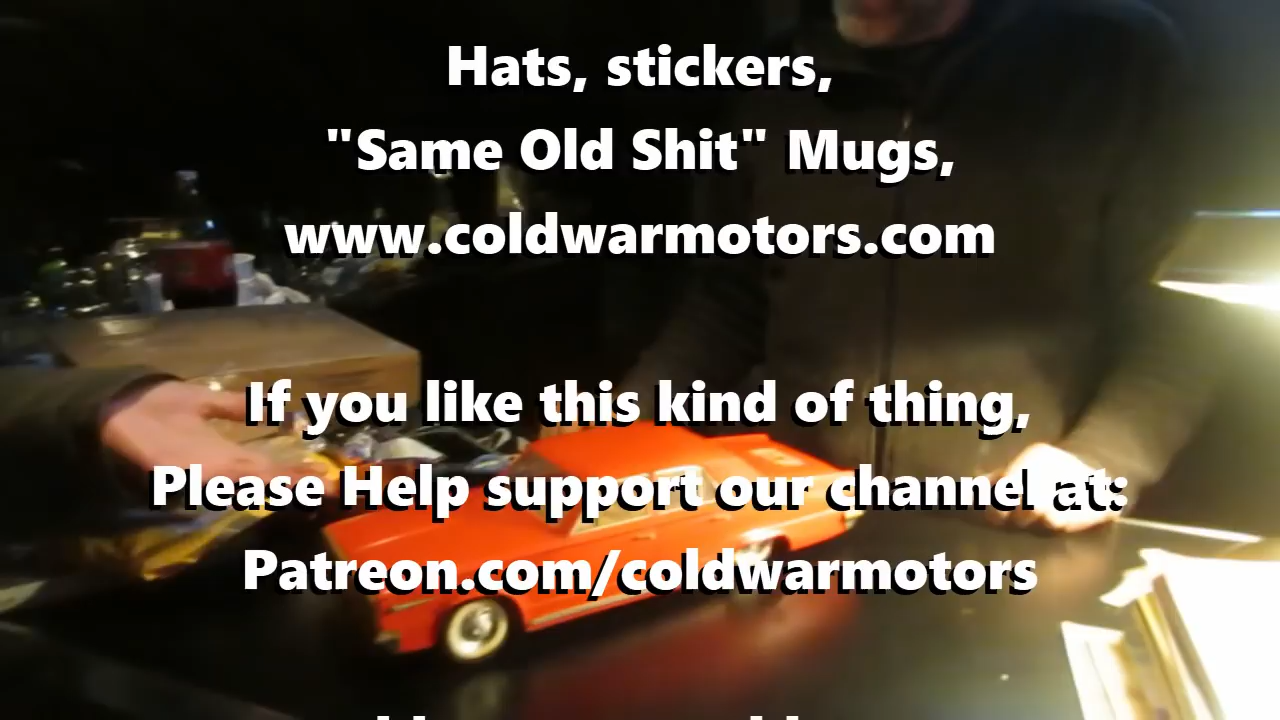 Hats, stickers,
"Same Old Shit" Mugs,
www.coldwarmotors.com
If you like this kind of thing,
Please Help support our channel at:
Patreon.com/coldwarmotors